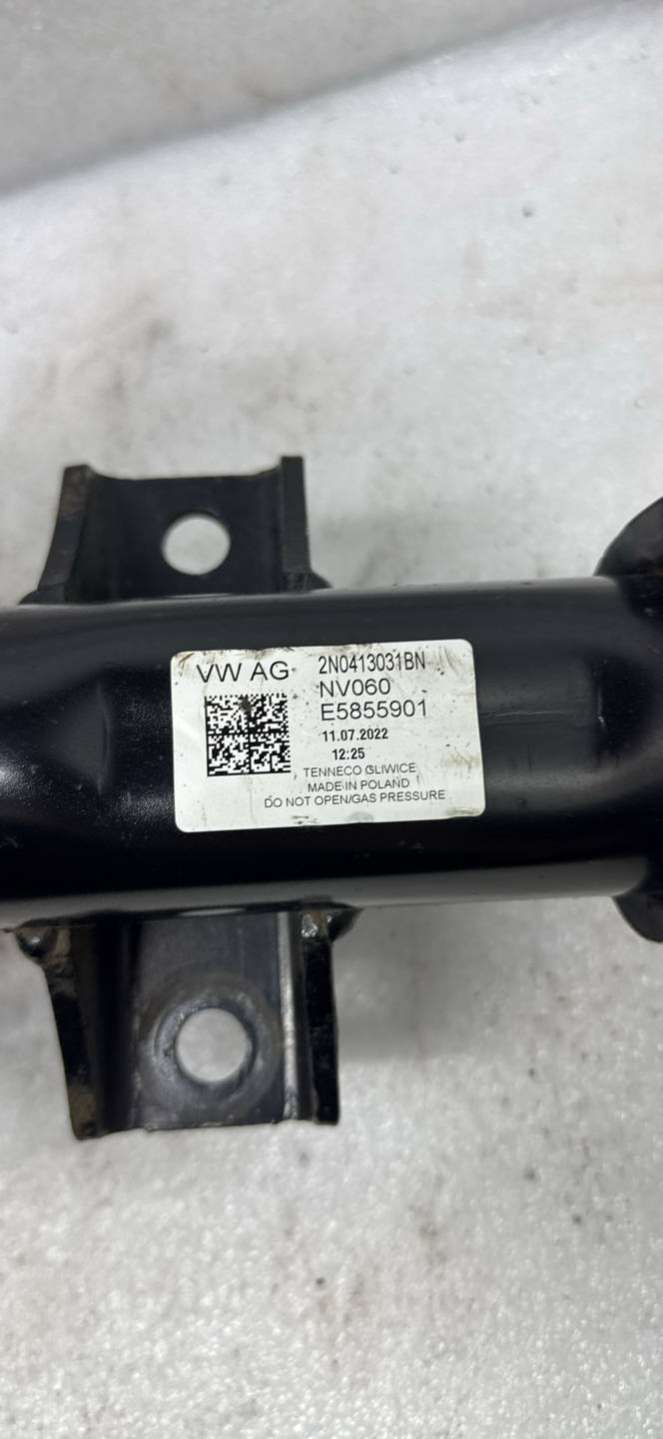 VW AG 2N0413031BN
NV060
E5855901
11.07.2022
12:25
TENNECO GLIWICE
MADE IN POLAND
DO NOT OPEN/GAS PRESSURE